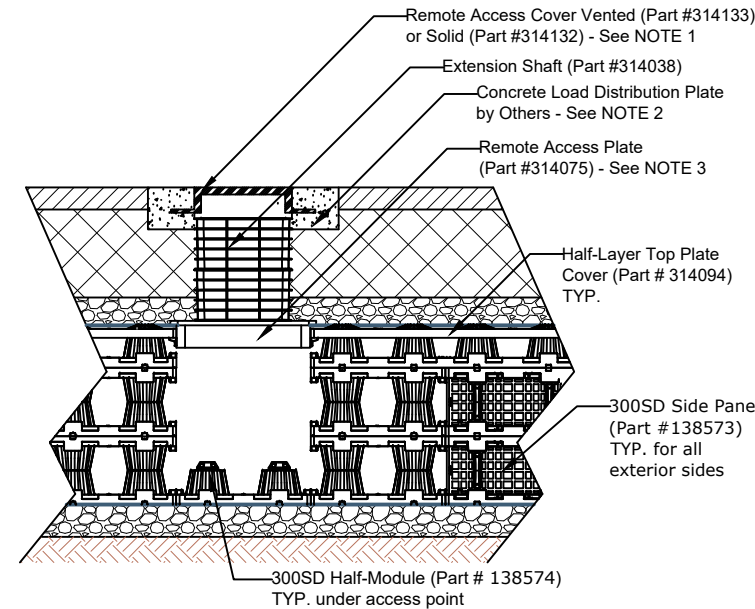 Remote Access Cover Vented (Part #314133)
or Solid (Part #314132) - See NOTE 1
Extension Shaft (Part #314038)
Concrete Load Distribution Plate
by Others - See NOTE 2
Remote Access Plate
(Part #314075) - See NOTE 3
Half-Layer Top Plate
Cover (Part # 314094)
TYP.
300SD Side Pane
(Part #138573)
TYP. for all
exterior sides
300SD Half-Module (Part # 138574)
TYP. under access point